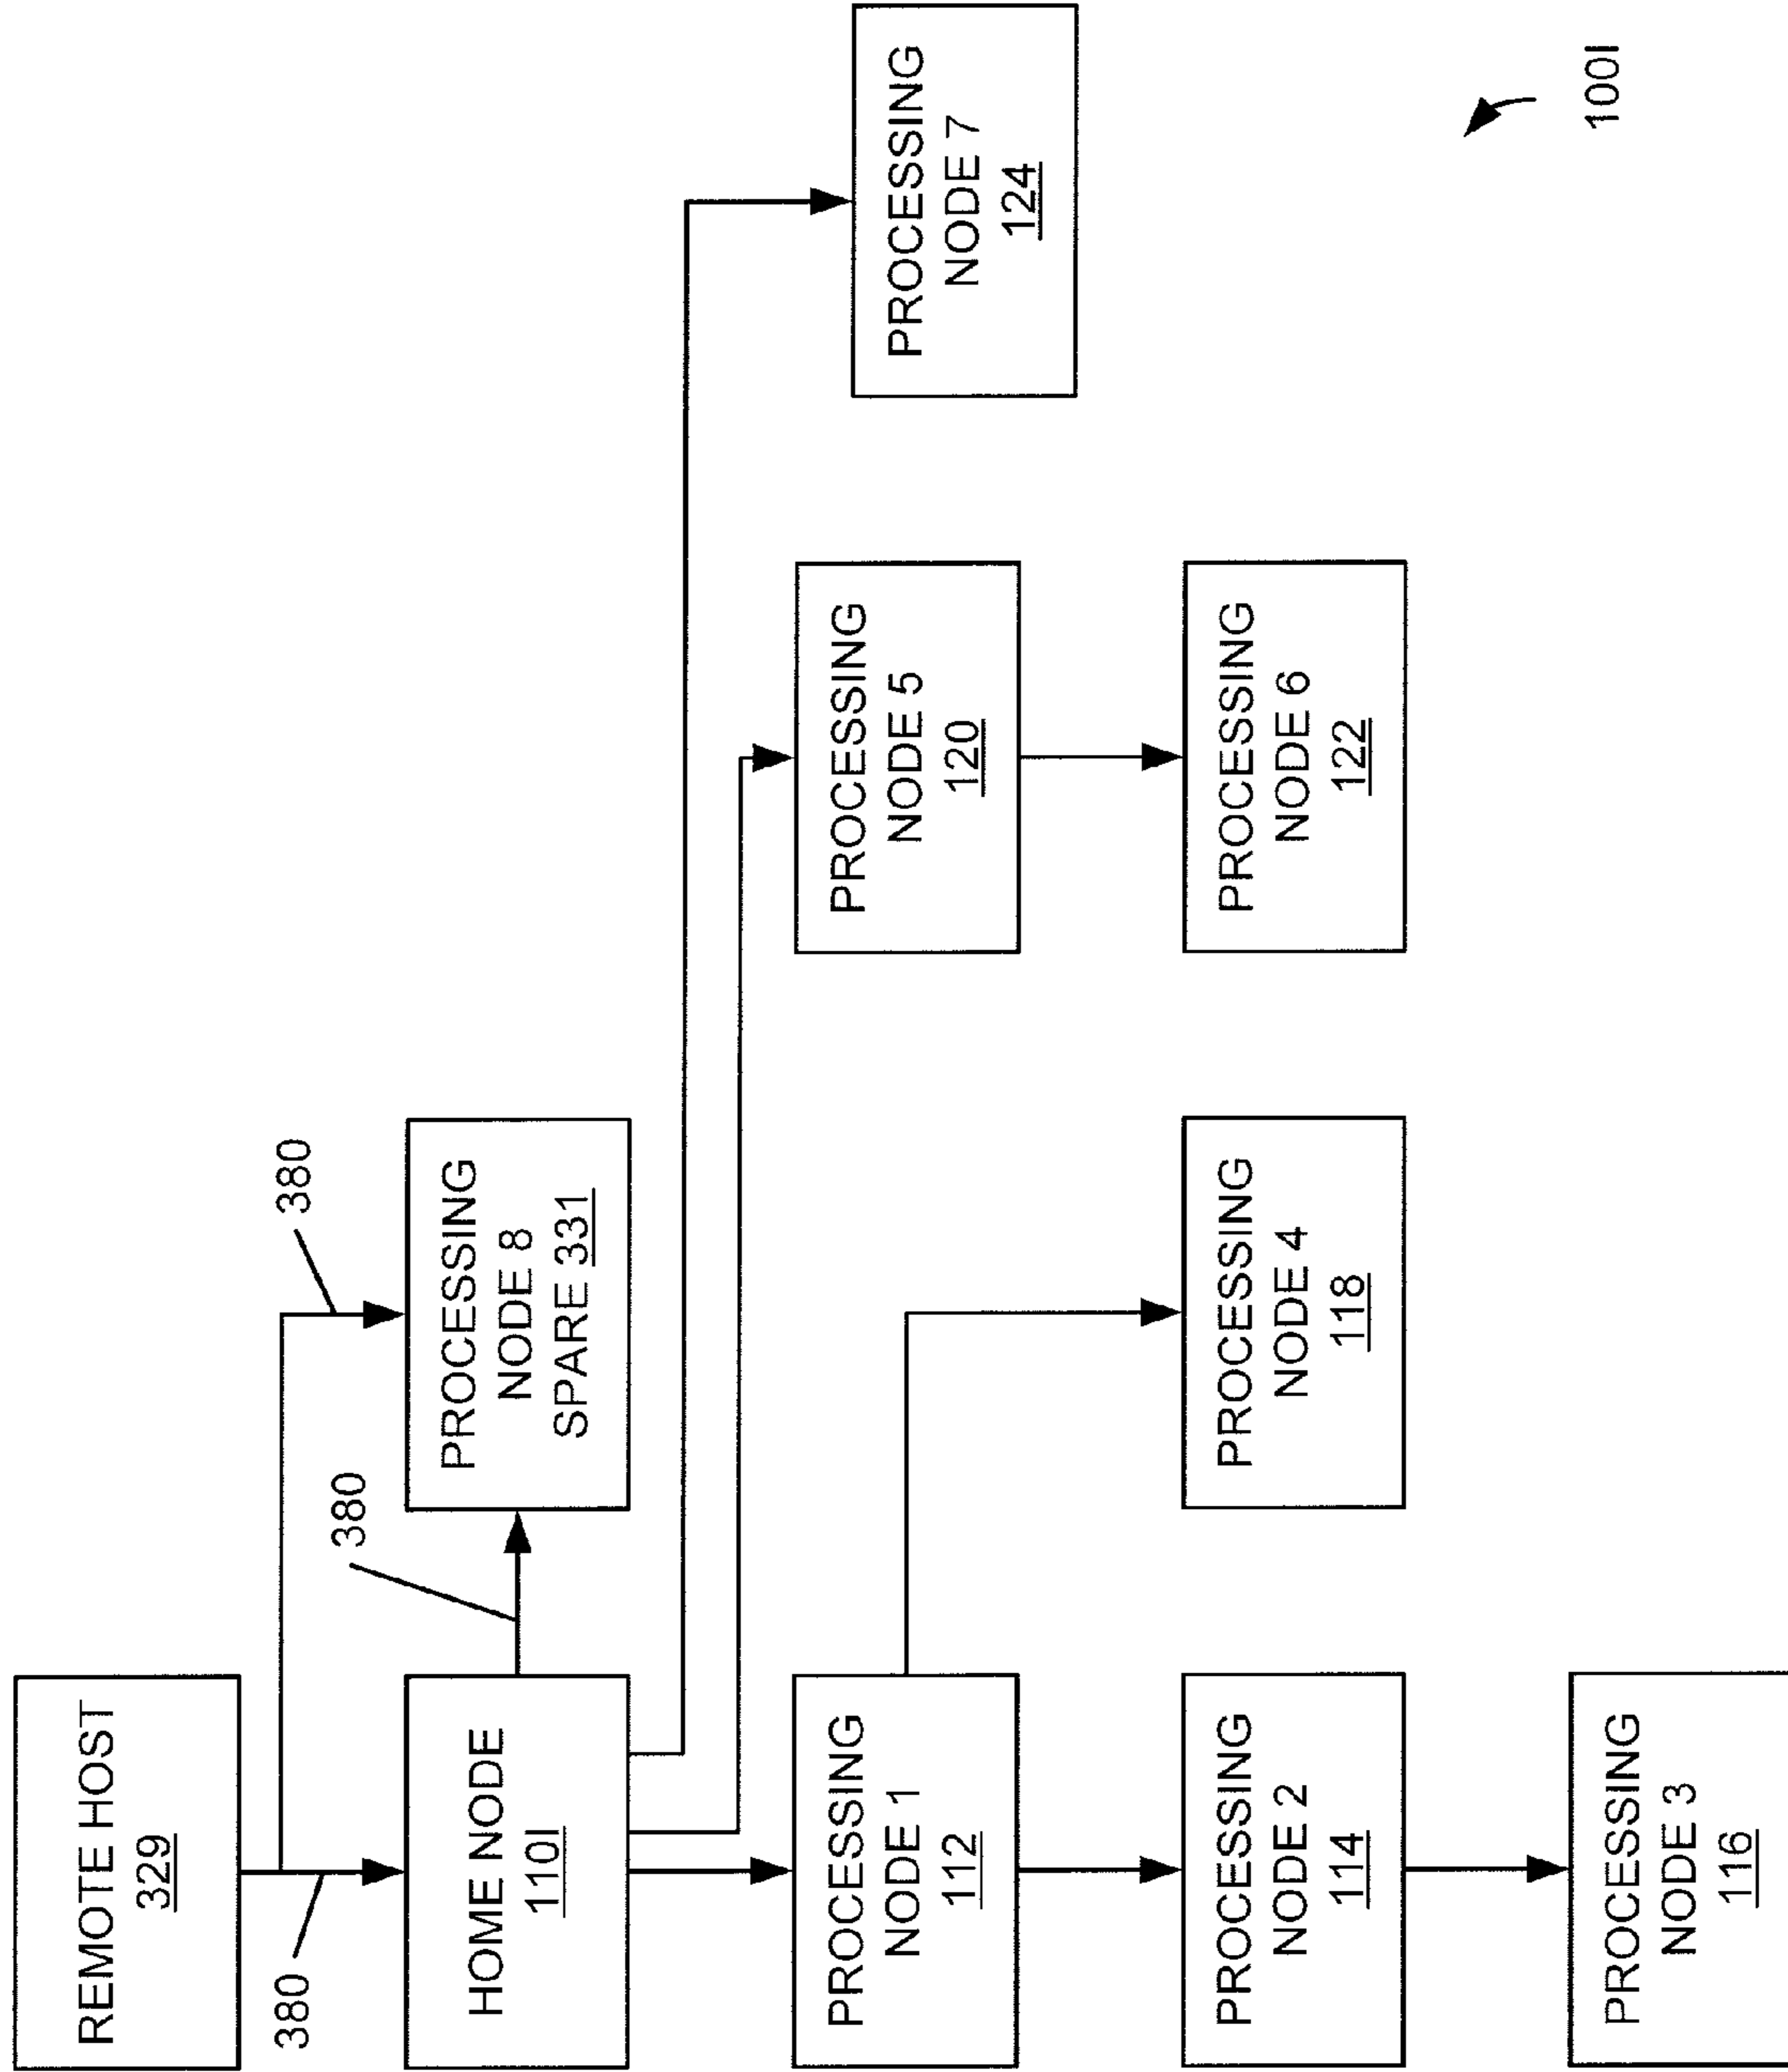 REMOTE HOST
329
380
380
380
HOME NODE
110I
PROCESSING
NODE 8
SPARE 331
PROCESSING
NODE 1
112
PROCESSING
NODE 5
120
PROCESSING
NODE 7
124
PROCESSING
NODE 2
114
PROCESSING
NODE 4
118
PROCESSING
NODE 6
122
PROCESSING
NODE 3
116
100I